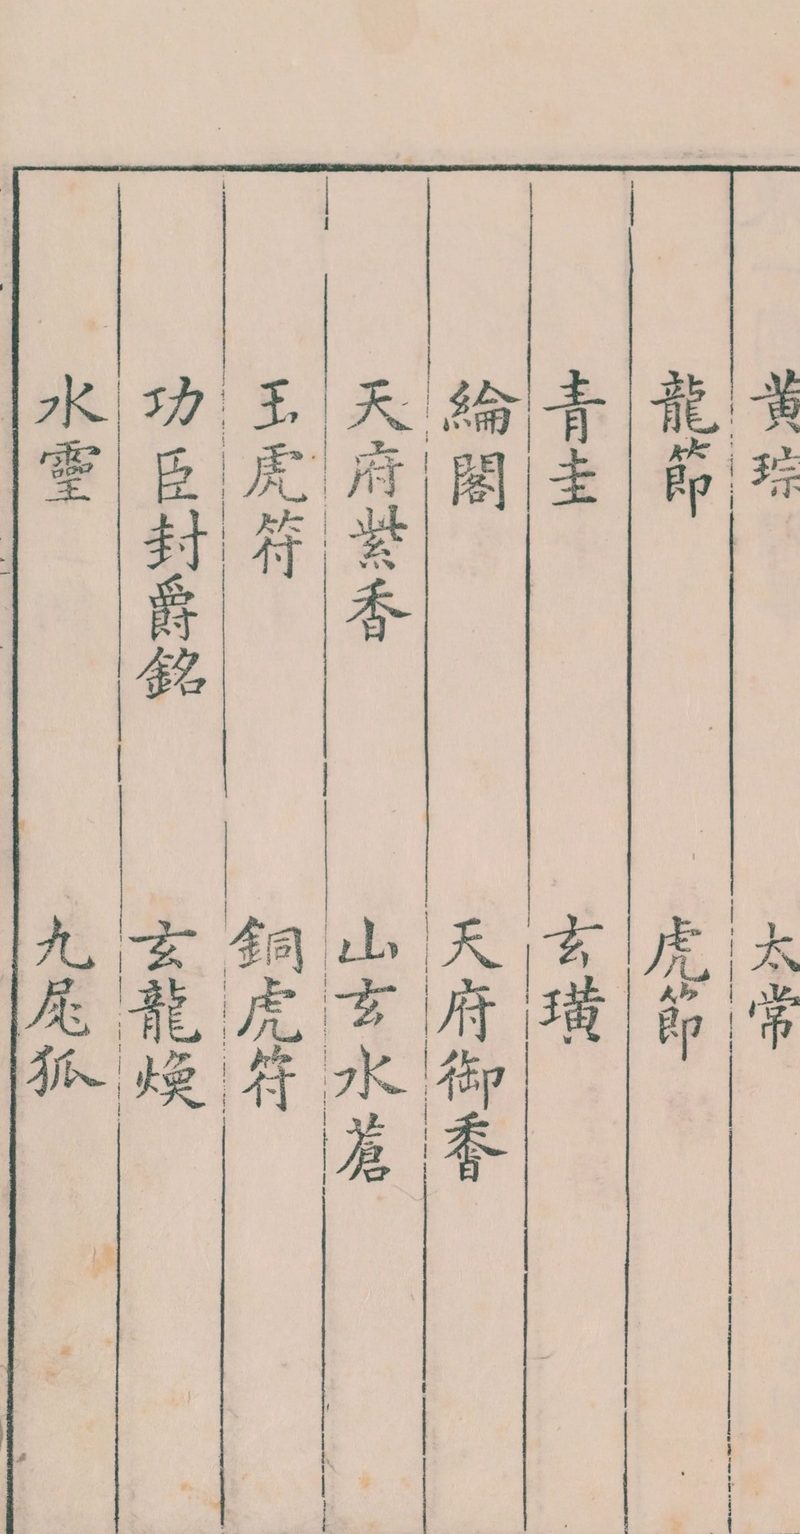 黄琮　太常
龍節　虎節
青圭　玄璜
綸閣　天府御香
天府紫香　山玄水蒼
玉虎符　銅虎符
功臣封爵銘　玄龍煥
水靈　九尾狐